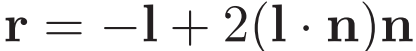 r = −l + 2(l · n)n